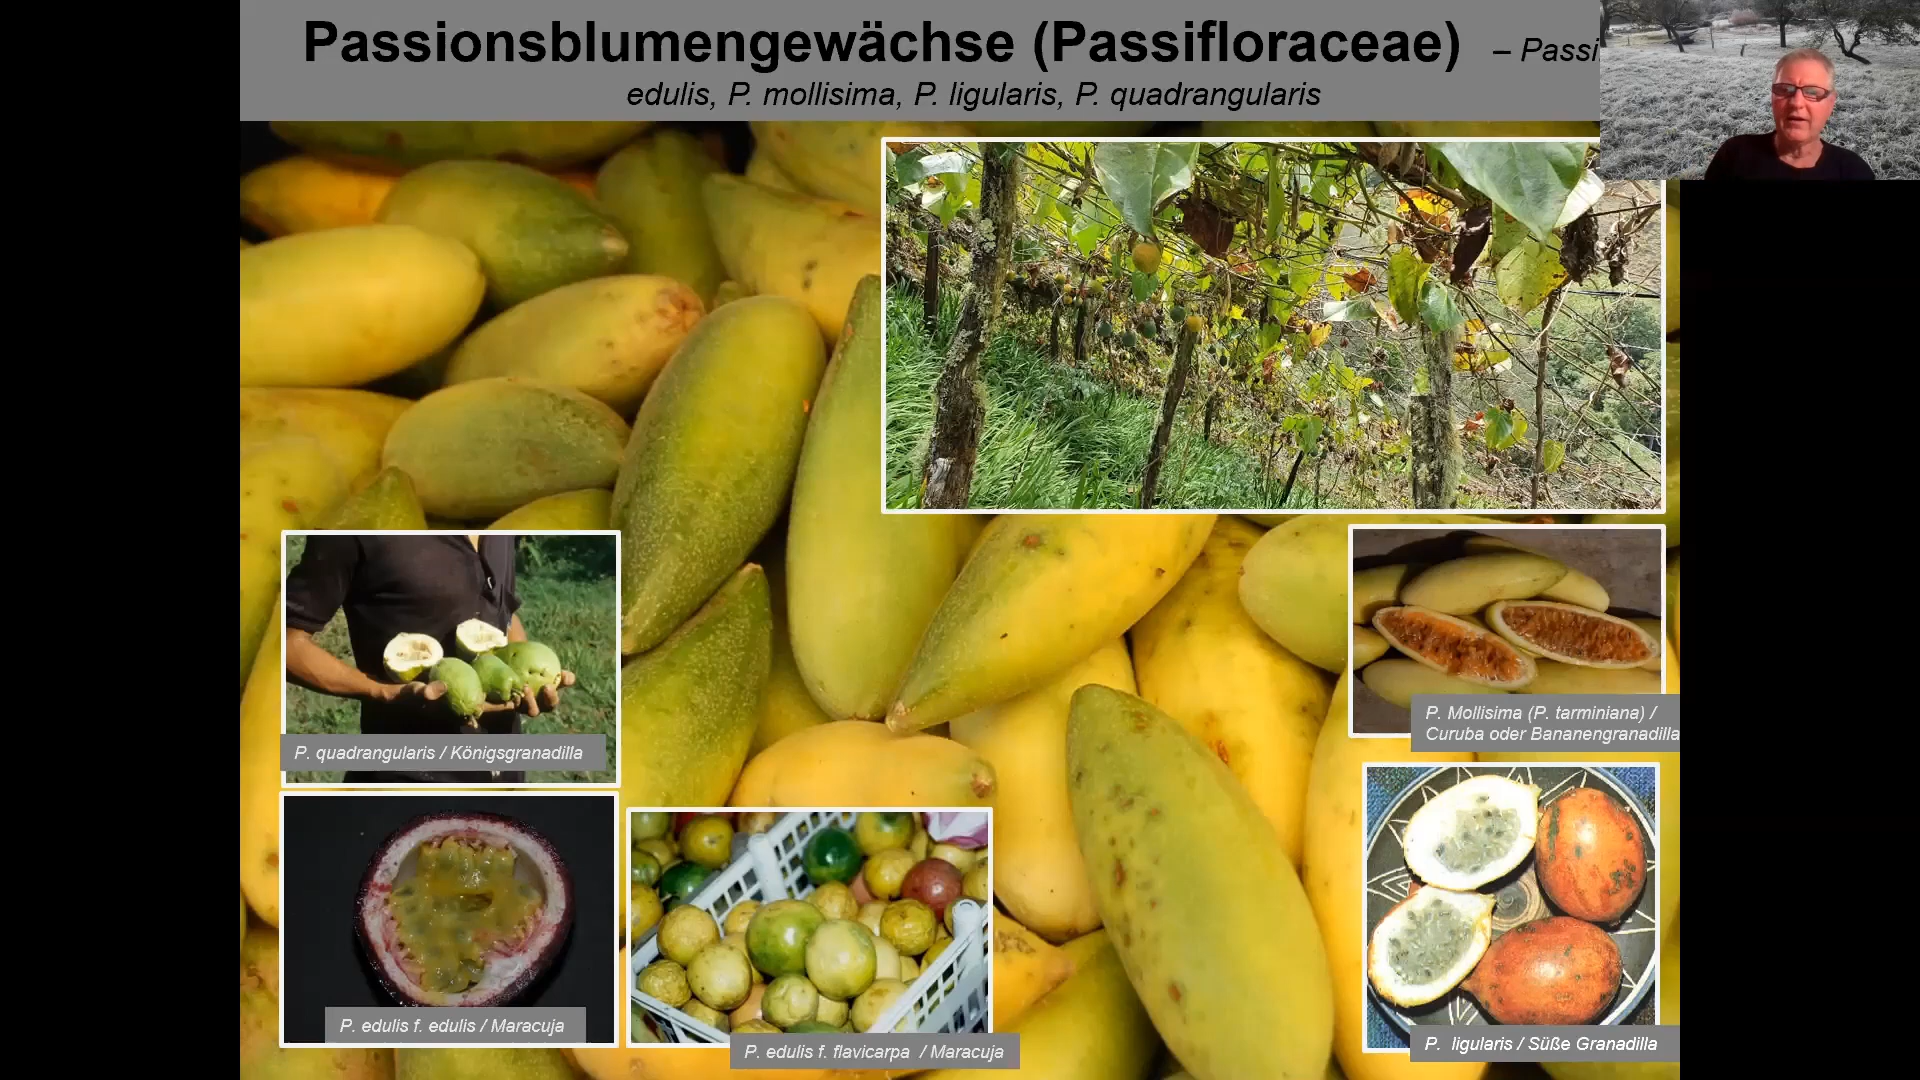 Passionsblumengewächse (Passifloraceae) – Passi
edulis, P. mollisima, P. ligularis, P. quadrangularis
P. quadrangularis / Königsgranadilla
P. Mollisima (P. tarminiana) /
Curuba oder Bananengranadilla
P. edulis f. edulis / Maracuja
P. edulis f. flavicarpa / Maracuja
P. ligularis / Süße Granadilla